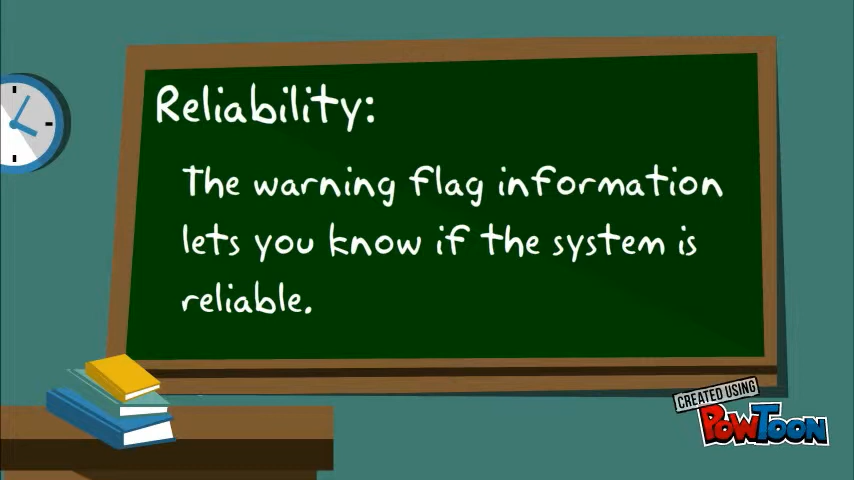 Reliability:
The warning flag information
lets you know if the system is
reliable.
CREATED USING
POWTOON